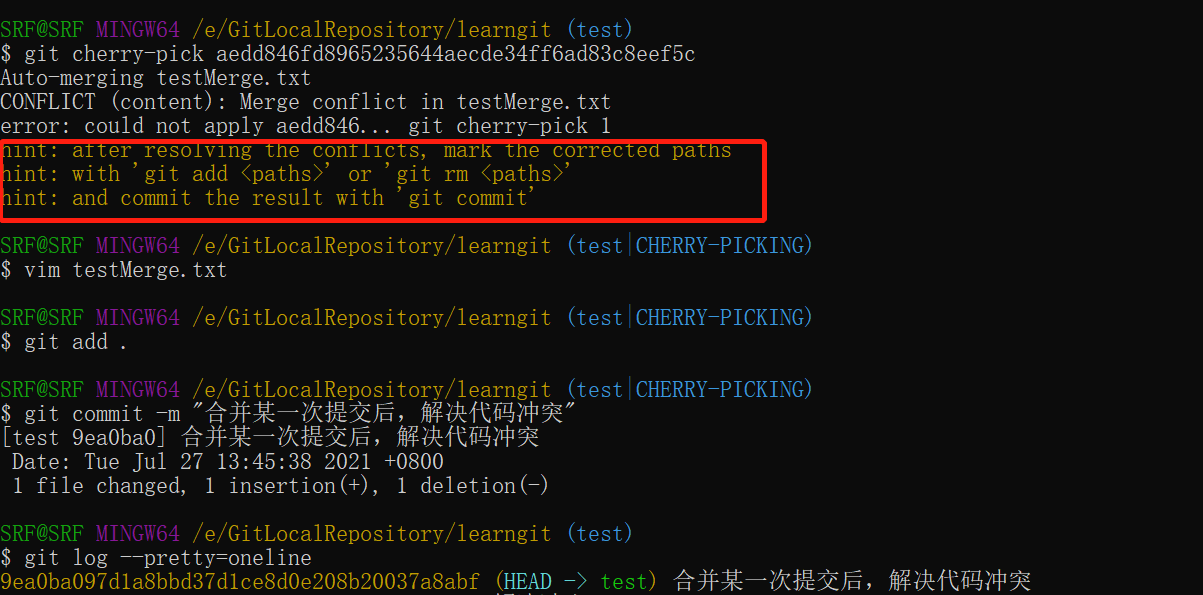 SRF@SRF MINGW64 /e/GitLocalRepository/learngit (test)
$ git cherry-pick aedd846fd8965235644aecde34ff6ad83c8eef5c
Auto-merging testMerge.txt
CONFLICT (content): Merge conflict in testMerge.txt
error: could not apply aedd846... git cherry-pick 1
hint: after resolving the conflicts, mark the corrected paths
hint: with 'git add <paths>' or 'git rm <paths>'
hint: and commit the result with 'git commit'
SRF@SRF MINGW64 /e/GitLocalRepository/learngit (test|CHERRY-PICKING)
$ vim testMerge.txt
SRF@SRF MINGW64 /e/GitLocalRepository/learngit (test|CHERRY-PICKING)
$ git add .
SRF@SRF MINGW64 /e/GitLocalRepository/learngit (test|CHERRY-PICKING)
$ git commit -m "合并某一次提交后，解决代码冲突"
[test 9ea0ba0] 合并某一次提交后，解决代码冲突
Date: Tue Jul 27 13:45:38 2021 +0800
1 file changed, 1 insertion(+), 1 deletion(-)
SRF@SRF MINGW64 /e/GitLocalRepository/learngit (test)
$ git log --pretty=oneline
9ea0ba097d1a8bbd37d1ce8d0e208b20037a8abf (HEAD -> test) 合并某一次提交后，解决代码冲突